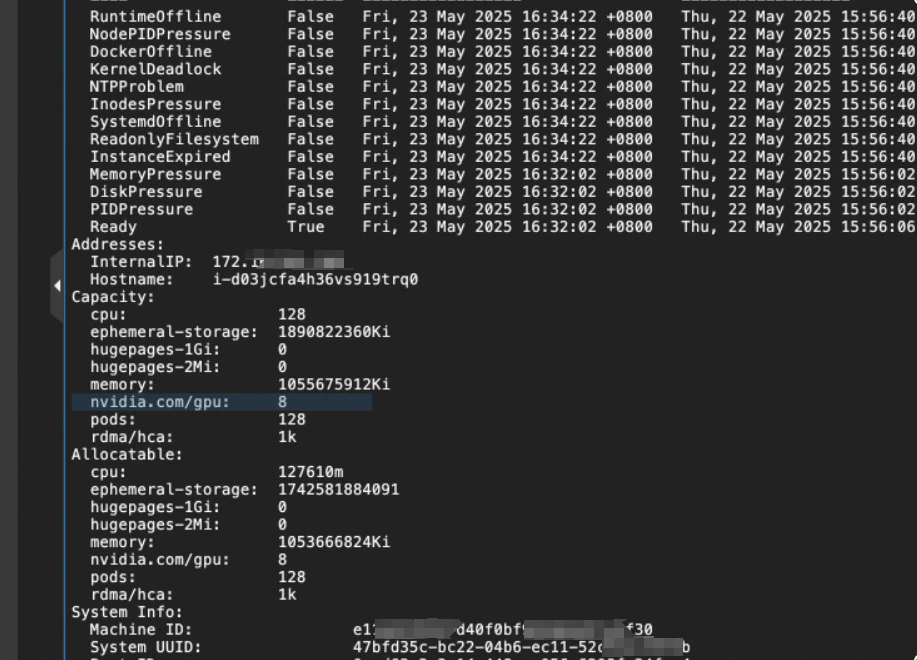 RuntimeOffline False Fri, 23 May 2025 16:34:22 +0800 Thu, 22 May 2025 15:56:40
NodePIDPressure False Fri, 23 May 2025 16:34:22 +0800 Thu, 22 May 2025 15:56:40
DockerOffline False Fri, 23 May 2025 16:34:22 +0800 Thu, 22 May 2025 15:56:40
KernelDeadlock False Fri, 23 May 2025 16:34:22 +0800 Thu, 22 May 2025 15:56:40
NTPProblem False Fri, 23 May 2025 16:34:22 +0800 Thu, 22 May 2025 15:56:40
InodesPressure False Fri, 23 May 2025 16:34:22 +0800 Thu, 22 May 2025 15:56:40
SystemdOffline False Fri, 23 May 2025 16:34:22 +0800 Thu, 22 May 2025 15:56:40
ReadonlyFilesystem False Fri, 23 May 2025 16:34:22 +0800 Thu, 22 May 2025 15:56:40
InstanceExpired False Fri, 23 May 2025 16:34:22 +0800 Thu, 22 May 2025 15:56:40
MemoryPressure False Fri, 23 May 2025 16:32:02 +0800 Thu, 22 May 2025 15:56:02
DiskPressure False Fri, 23 May 2025 16:32:02 +0800 Thu, 22 May 2025 15:56:02
PIDPressure False Fri, 23 May 2025 16:32:02 +0800 Thu, 22 May 2025 15:56:02
Ready True Fri, 23 May 2025 16:32:02 +0800 Thu, 22 May 2025 15:56:06
Addresses:
InternalIP: 172.
Hostname: i-d03jcfa4h36vs919trq0
Capacity:
cpu: 128
ephemeral-storage: 1890822360Ki
hugepages-1Gi: 0
hugepages-2Mi: 0
memory: 1055675912Ki
nvidia.com/gpu: 8
pods: 128
rdma/hca: 1k
Allocatable:
cpu: 127610m
ephemeral-storage: 1742581884091
hugepages-1Gi: 0
hugepages-2Mi: 0
memory: 1053666824Ki
nvidia.com/gpu: 8
pods: 128
rdma/hca: 1k
System Info:
Machine ID: e1 d40f0bf f30
System UUID: 47bfd35c-bc22-04b6-ec11-52 b